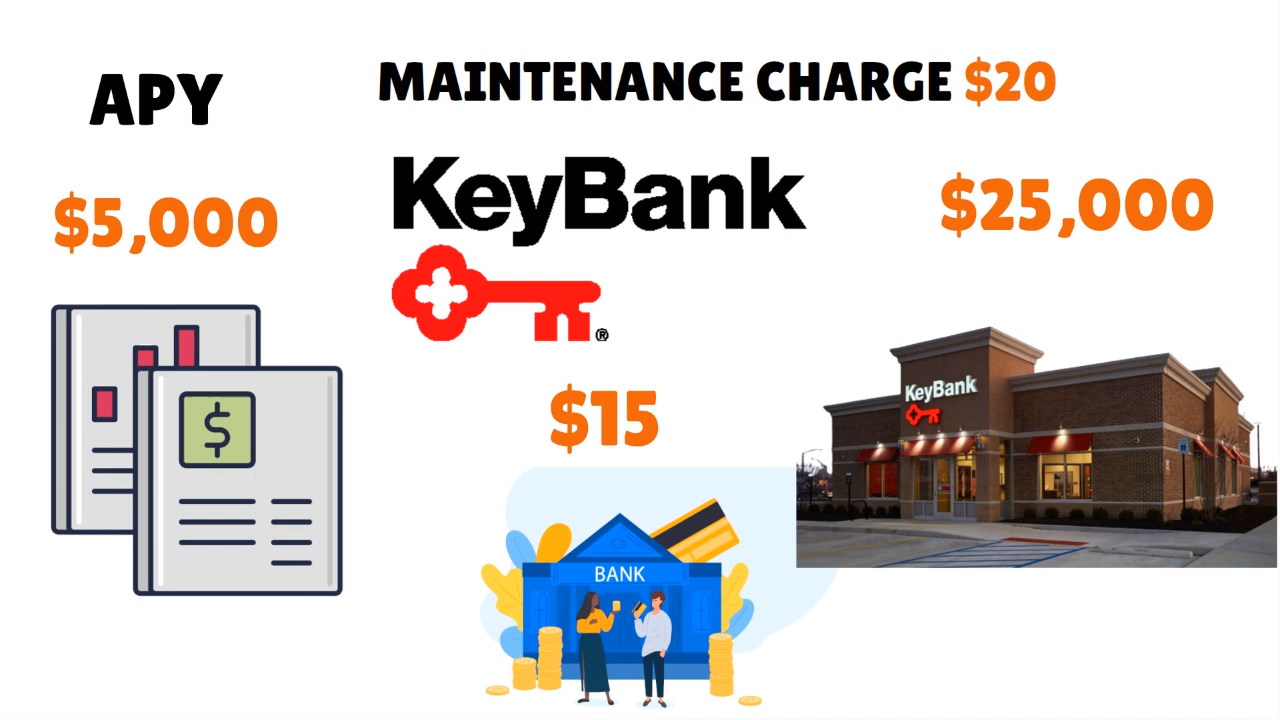 APY
MAINTENANCE CHARGE $20
$5,000
KeyBank
®
$25,000
$15
$
BANK
KeyBank